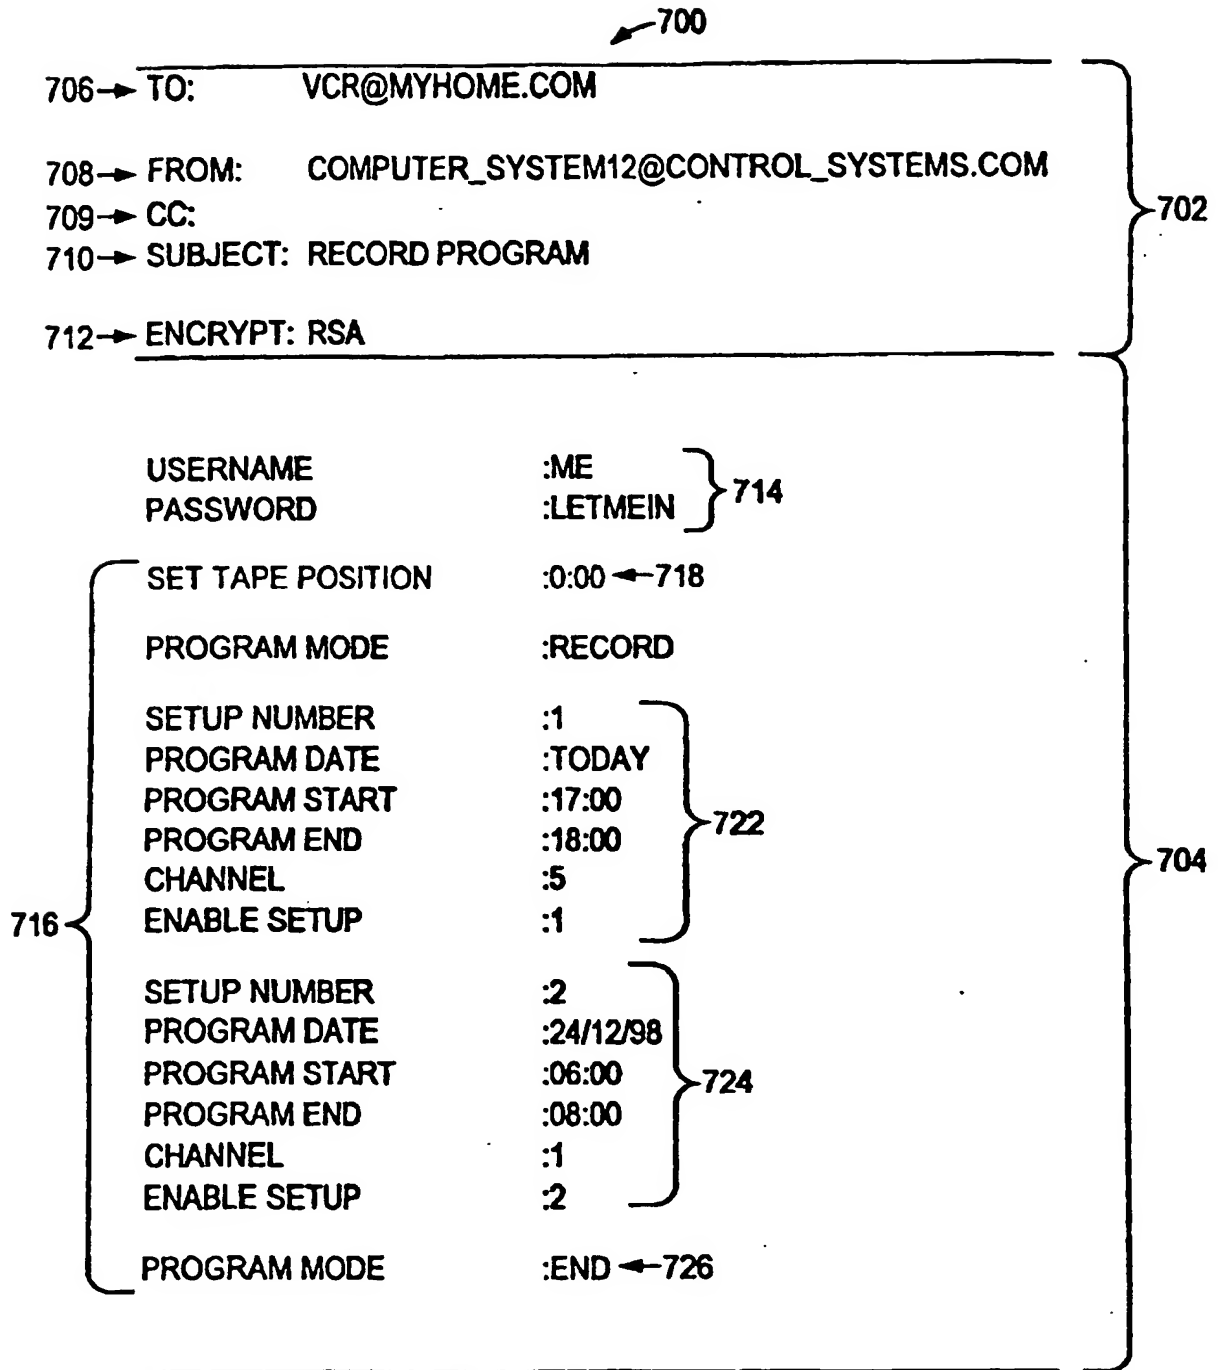 700
706 TO: VCR@MYHOME.COM
708 FROM: COMPUTER_SYSTEM12@CONTROL_SYSTEMS.COM
709 CC:
710 SUBJECT: RECORD PROGRAM
712 ENCRYPT: RSA
702
USERNAME :ME
PASSWORD :LETMEIN
714
SET TAPE POSITION :0:00 718
PROGRAM MODE :RECORD
SETUP NUMBER :1
PROGRAM DATE :TODAY
PROGRAM START :17:00
PROGRAM END :18:00
CHANNEL :5
ENABLE SETUP :1
722
704
716
SETUP NUMBER :2
PROGRAM DATE :24/12/98
PROGRAM START :06:00
PROGRAM END :08:00
CHANNEL :1
ENABLE SETUP :2
724
PROGRAM MODE :END 726